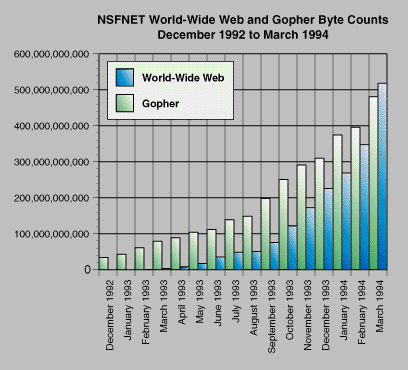 NSFNET World-Wide Web and Gopher Byte Counts
December 1992 to March 1994
600,000,000,000
500,000,000,000
400,000,000,000
300,000,000,000
200,000,000,000
100,000,000,000
0
World-Wide Web
Gopher
December 1992
January 1993
February 1993
March 1993
April 1993
May 1993
June 1993
July 1993
August 1993
September 1993
October 1993
November 1993
December 1993
January 1994
February 1994
March 1994